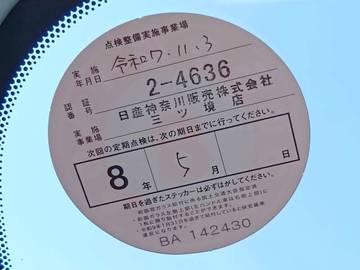 点検整備実施事業場
実施年月日 令和7.11.3
認証番号 2-4636
実施事業場 日産神奈川販売株式会社
三ツ境店
次回の定期点検は、次の期日までに行ってください。
8年 5月 日
期日を過ぎたステッカーは必ずはがしてください。
BA 142430